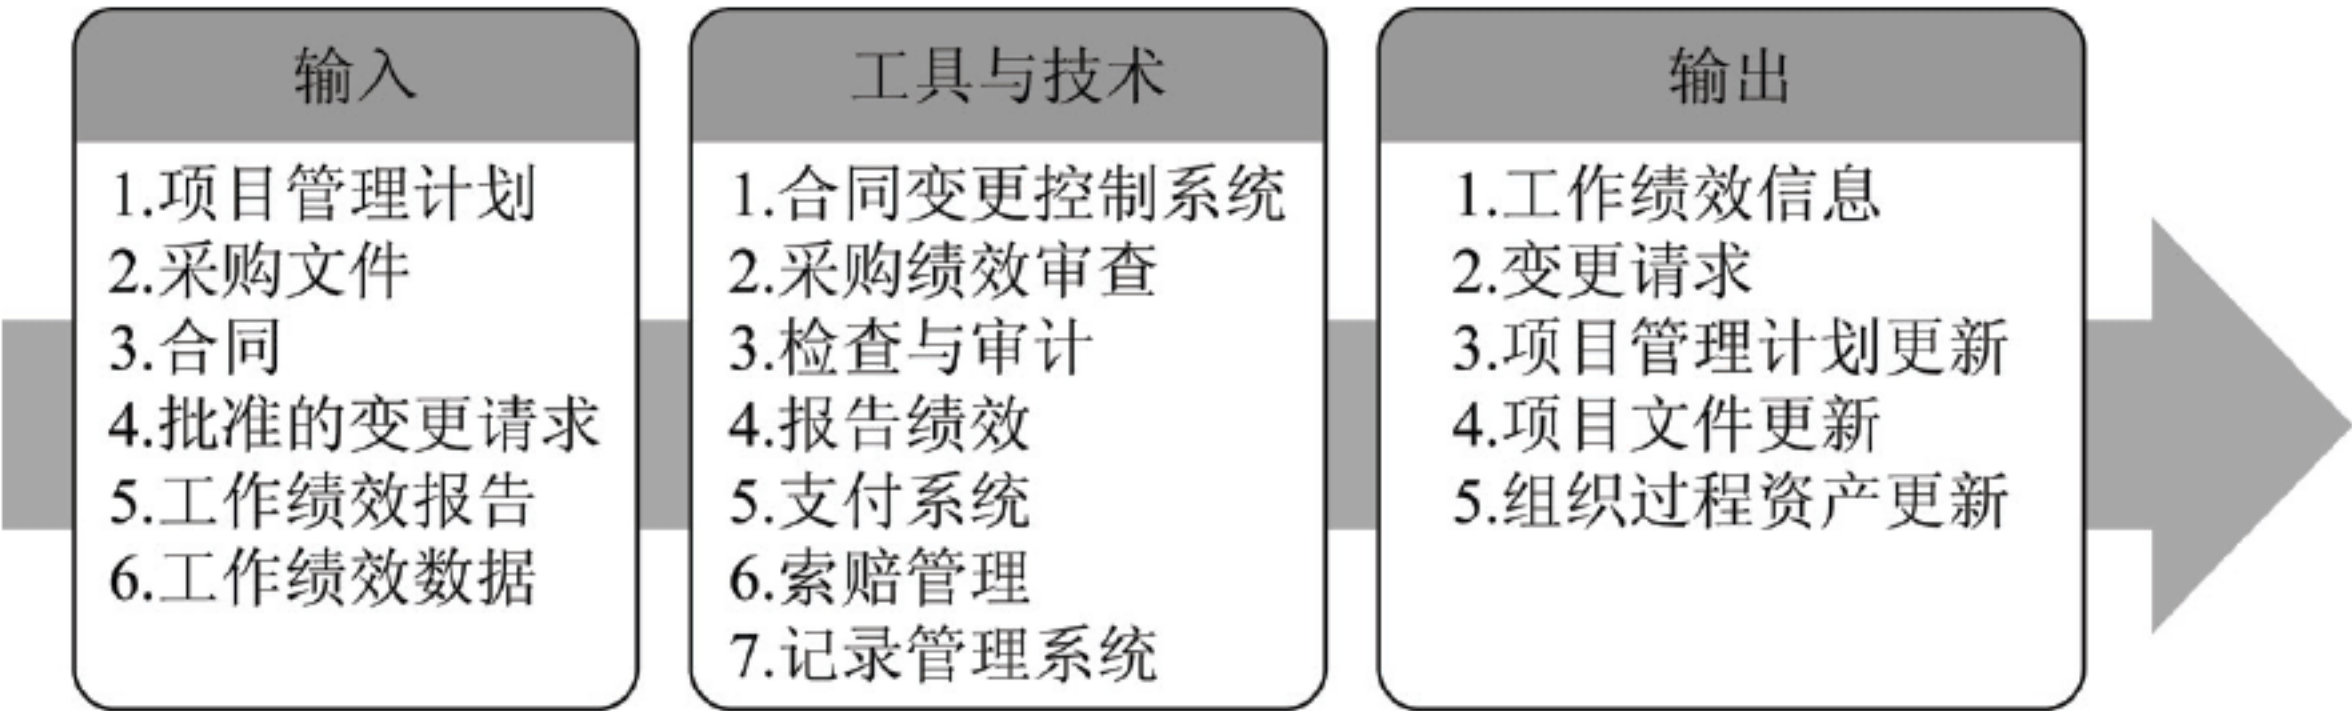 输入
1.项目管理计划
2.采购文件
3.合同
4.批准的变更请求
5.工作绩效报告
6.工作绩效数据
工具与技术
1.合同变更控制系统
2.采购绩效审查
3.检查与审计
4.报告绩效
5.支付系统
6.索赔管理
7.记录管理系统
输出
1.工作绩效信息
2.变更请求
3.项目管理计划更新
4.项目文件更新
5.组织过程资产更新